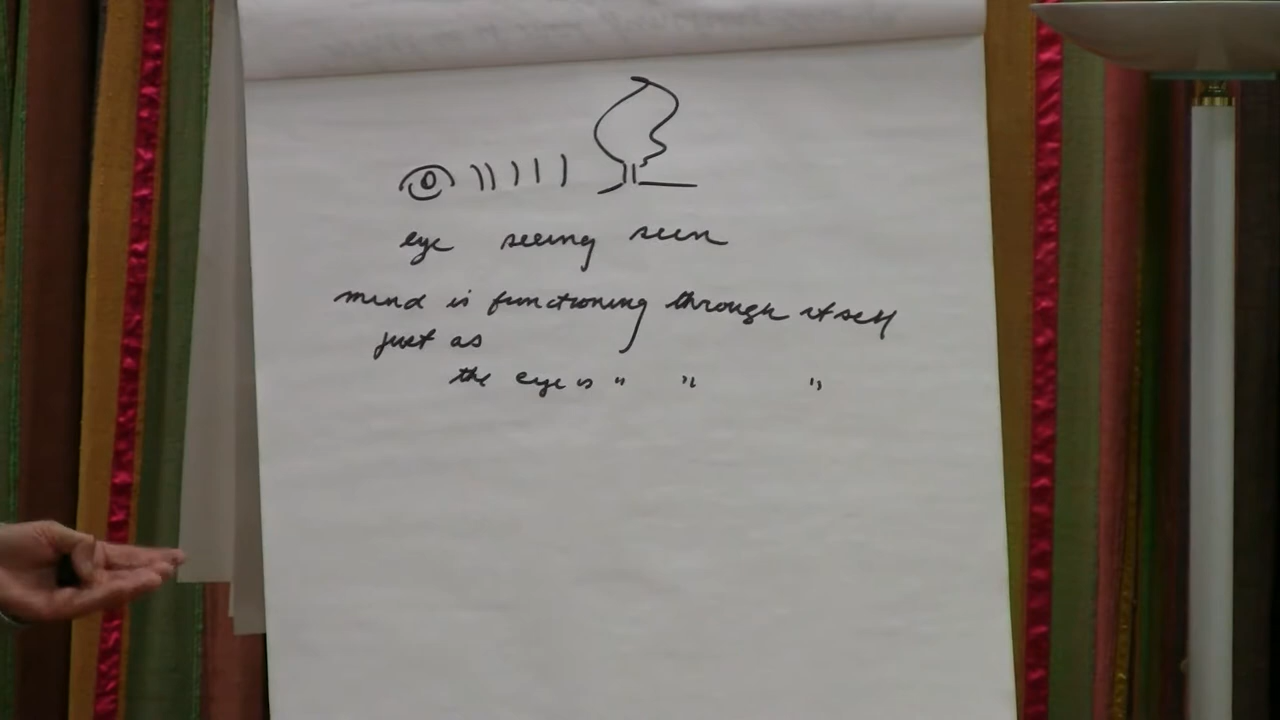 eye seeing seen
mind is functioning through itself
just as
the eye is " " "